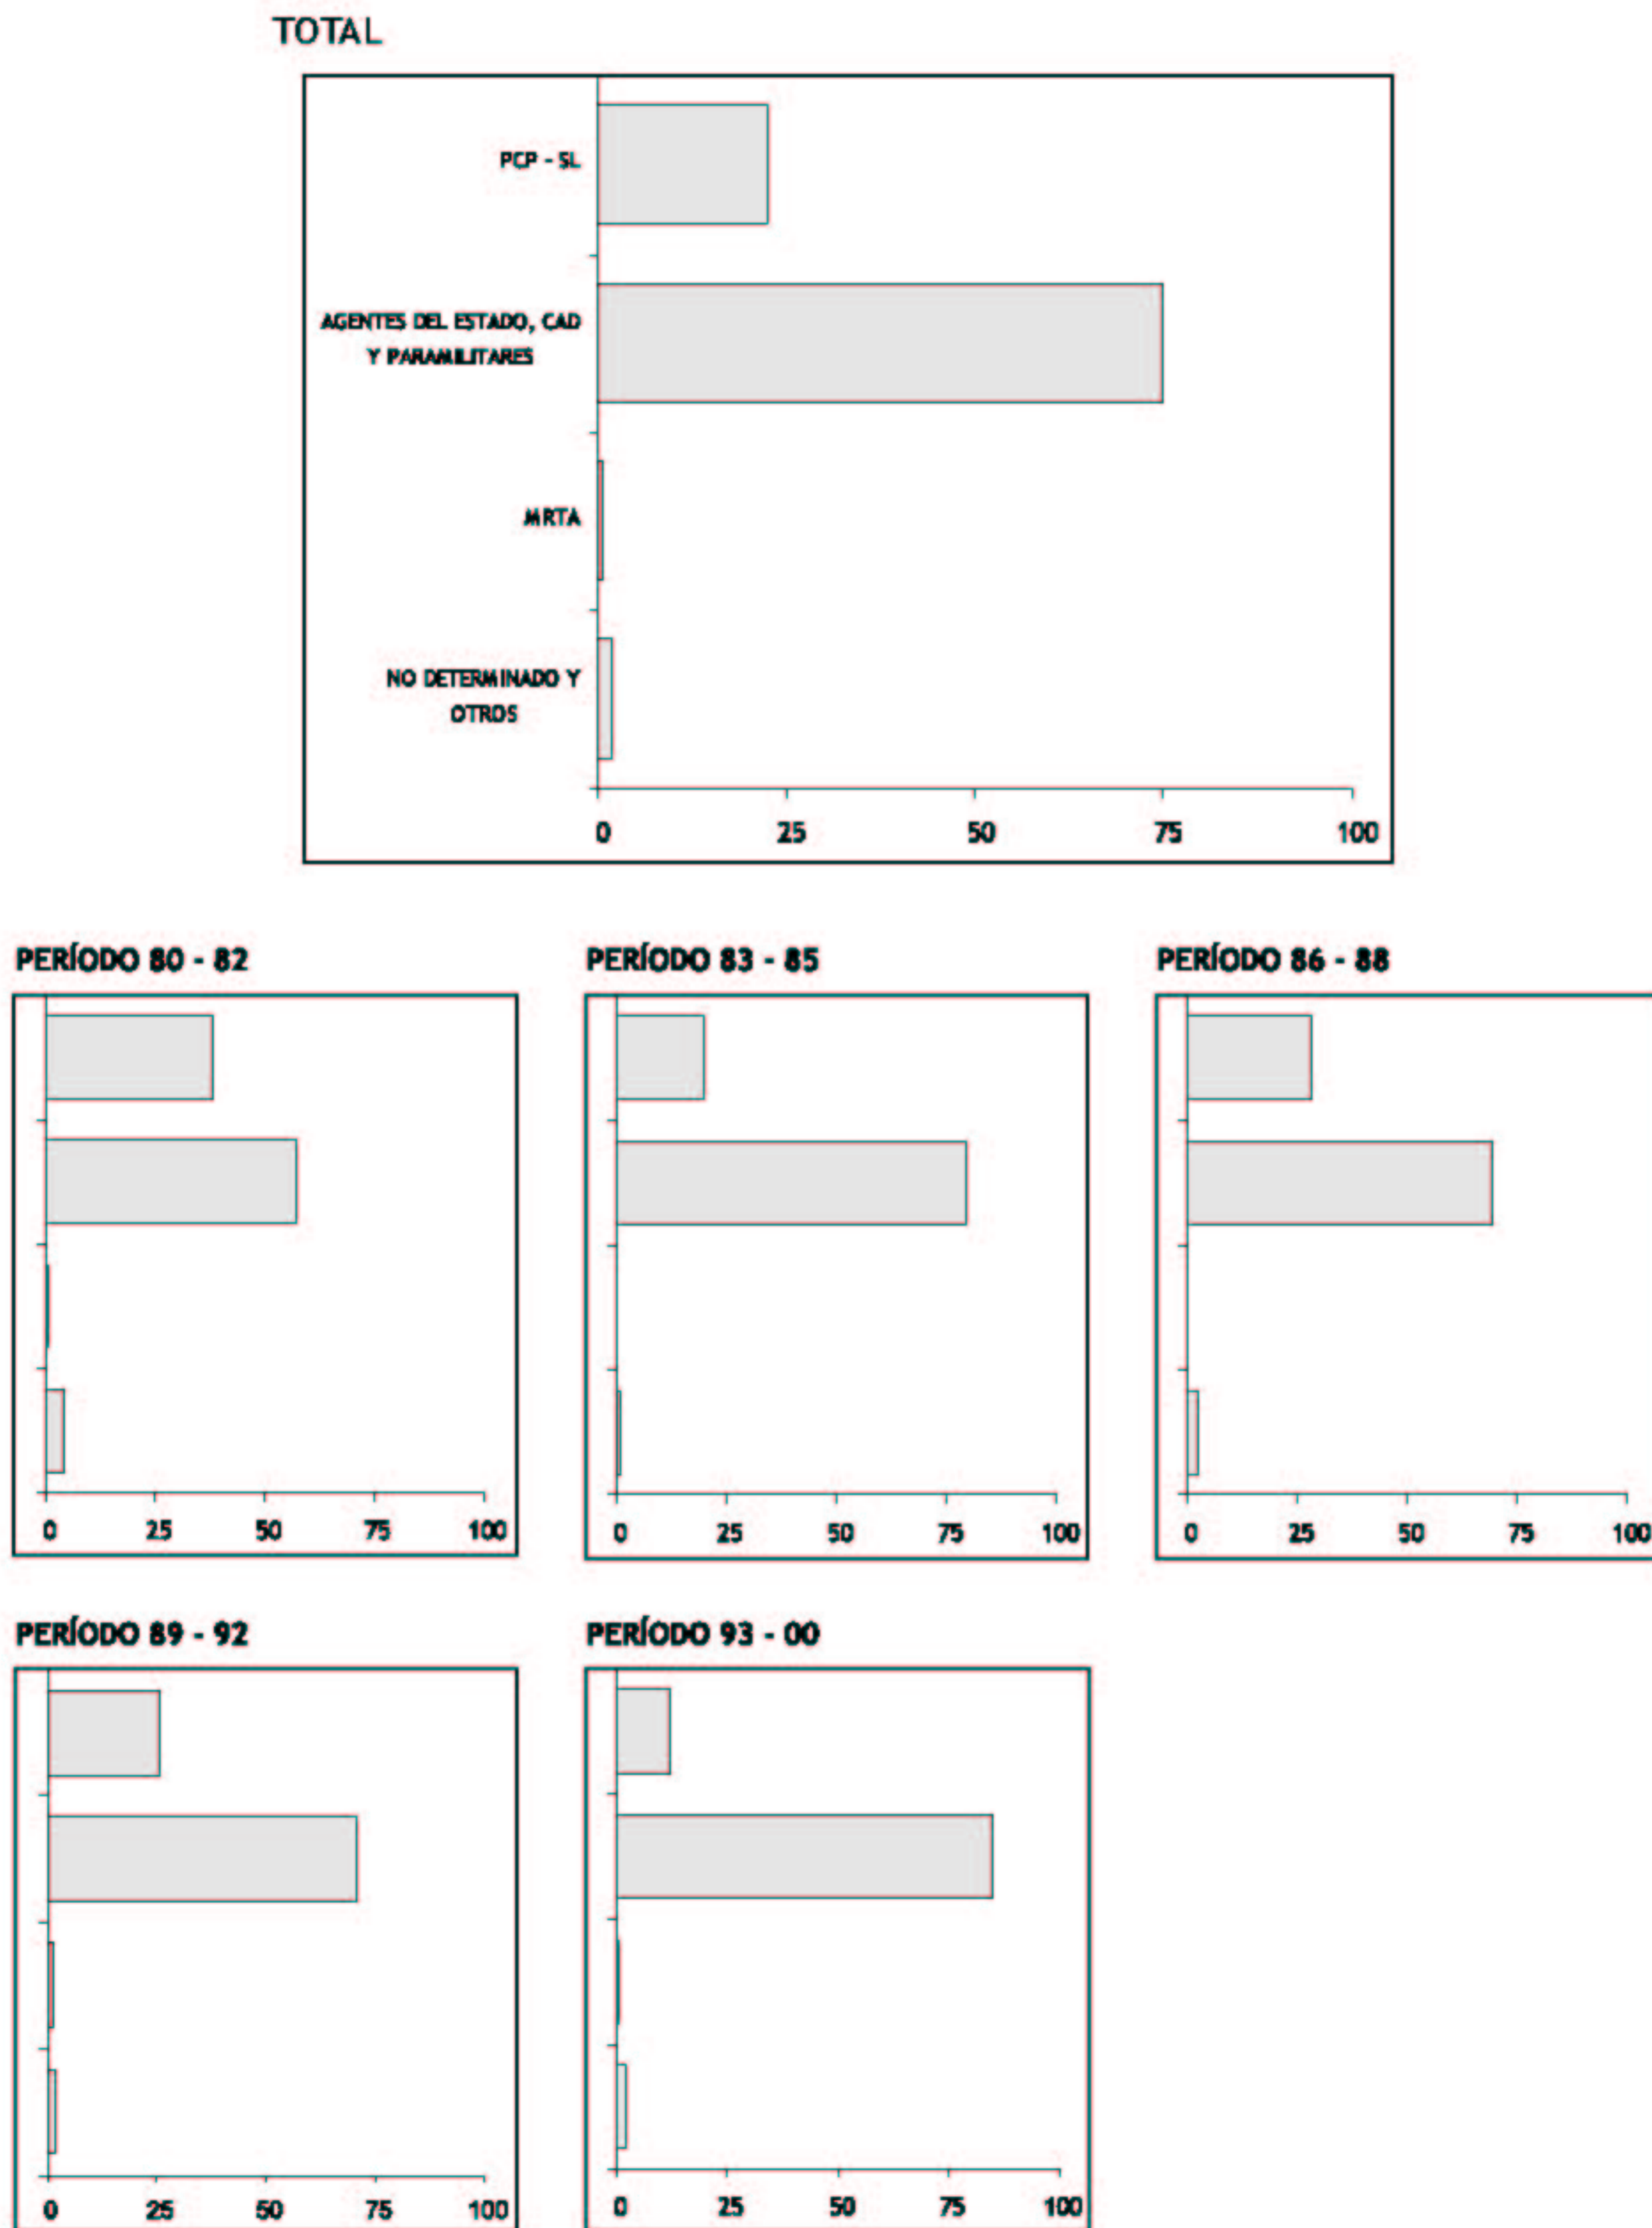 TOTAL
PCP - SL
AGENTES DEL ESTADO, CAD
Y PARAMILITARES
MRTA
NO DETERMINADO Y
OTROS
0 25 50 75 100
PERÍODO 80 - 82
0 25 50 75 100
PERÍODO 83 - 85
0 25 50 75 100
PERÍODO 86 - 88
0 25 50 75 100
PERÍODO 89 - 92
0 25 50 75 100
PERÍODO 93 - 00
0 25 50 75 100